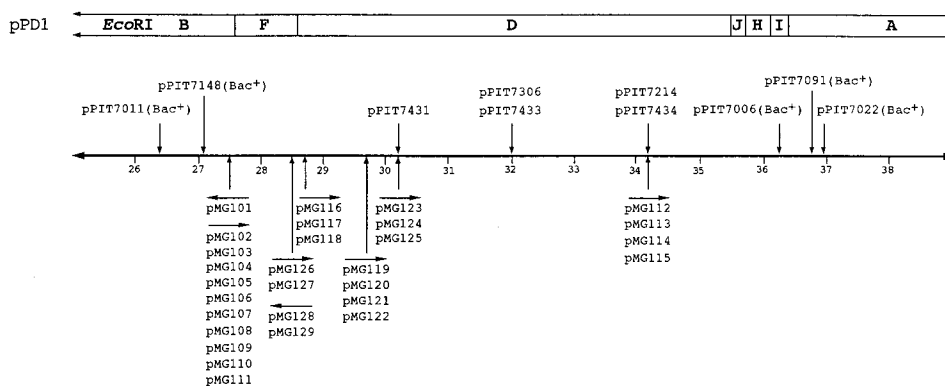 pPD1 EcoRI B F D J H I A
pPIT7148(Bac+) pPIT7306 pPIT7214 pPIT7091(Bac+)
pPIT7011(Bac+) pPIT7431 pPIT7433 pPIT7434 pPIT7006(Bac+) pPIT7022(Bac+)
26 27 28 29 30 31 32 33 34 35 36 37 38
pMG101 pMG116 pMG123 pMG112
pMG117 pMG124 pMG113
pMG102 pMG118 pMG125 pMG114
pMG103 pMG115
pMG104 pMG126 pMG119
pMG105 pMG127 pMG120
pMG106 pMG121
pMG107 pMG128 pMG122
pMG108 pMG129
pMG109
pMG110
pMG111